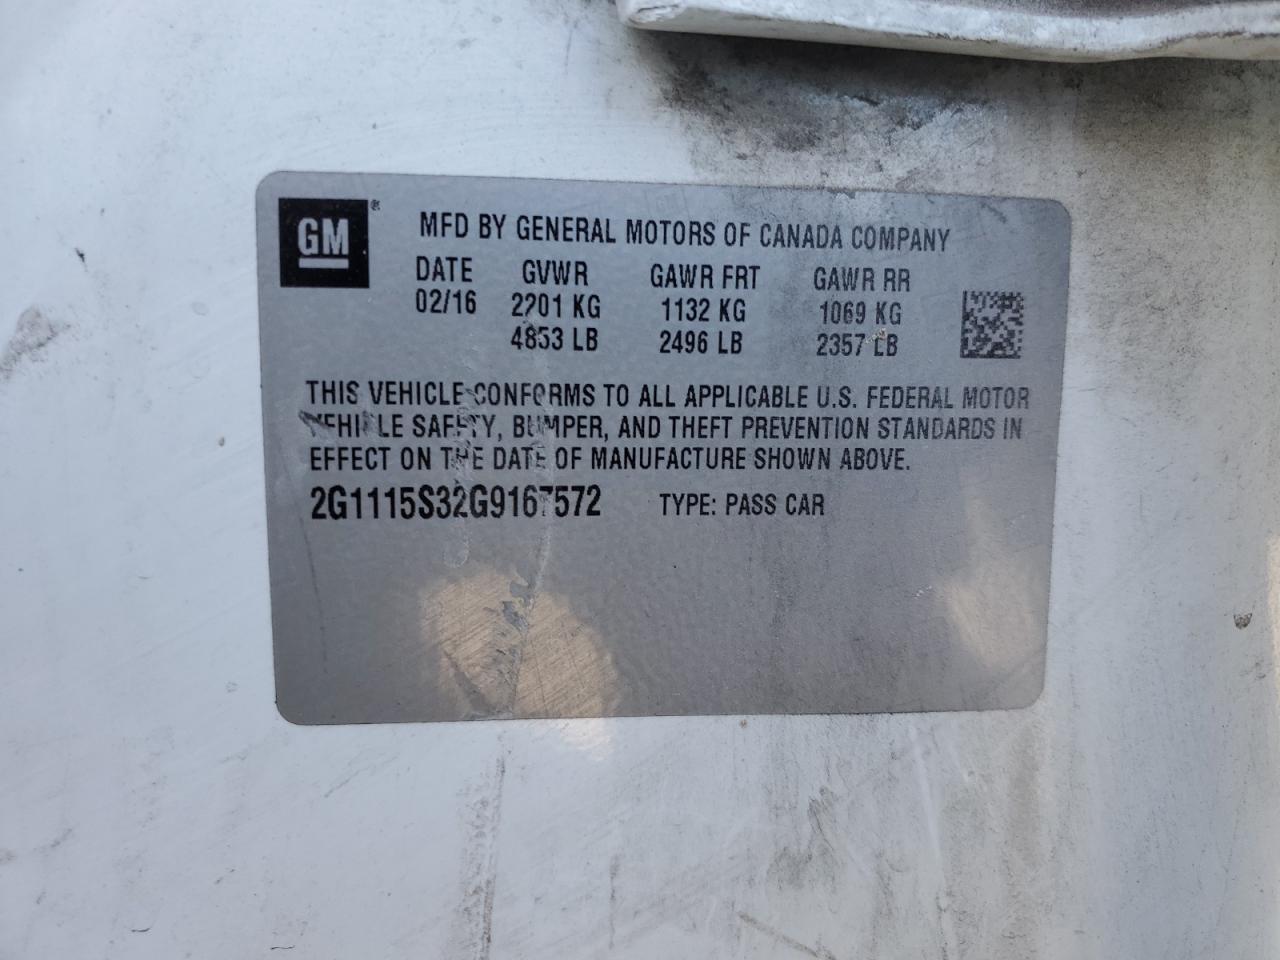 GM ®
MFD BY GENERAL MOTORS OF CANADA COMPANY
DATE GVWR GAWR FRT GAWR RR
02/16 2201 KG 1132 KG 1069 KG
4853 LB 2496 LB 2357 LB
THIS VEHICLE CONFORMS TO ALL APPLICABLE U.S. FEDERAL MOTOR
VEHICLE SAFETY, BUMPER, AND THEFT PREVENTION STANDARDS IN
EFFECT ON THE DATE OF MANUFACTURE SHOWN ABOVE.
2G1115S32G9167572 TYPE: PASS CAR